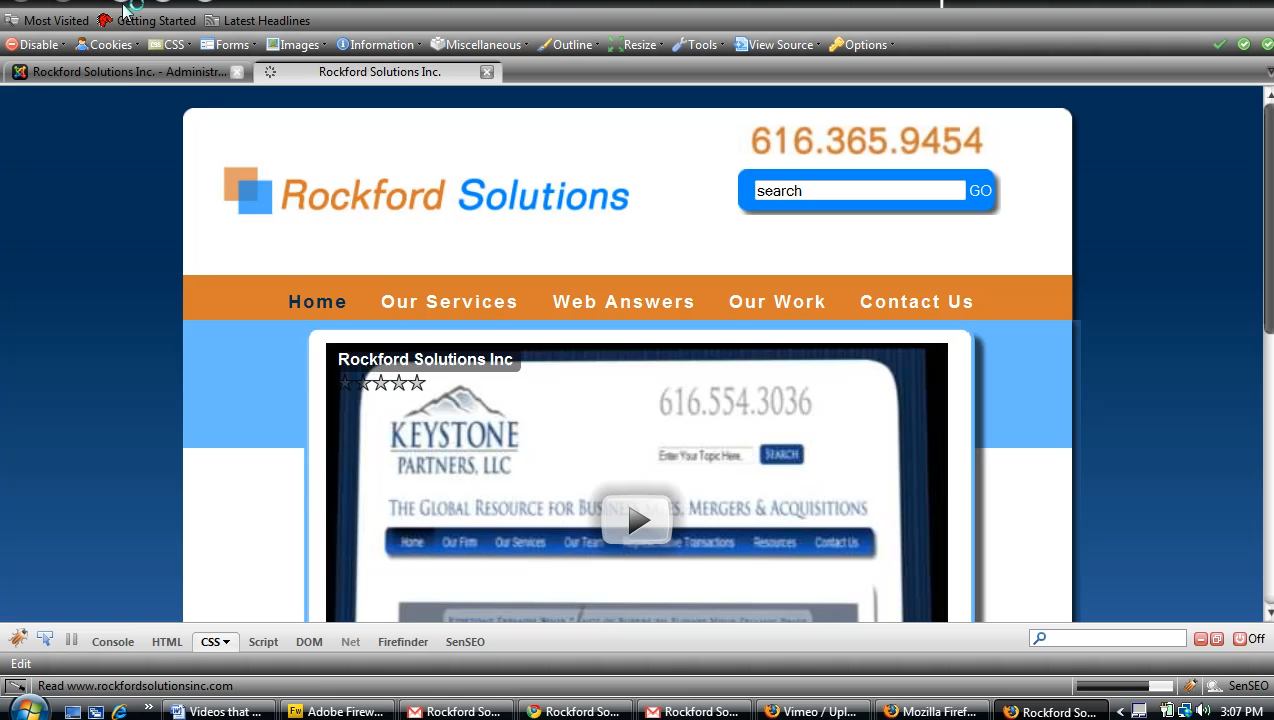 Most Visited Getting Started Latest Headlines
Disable Cookies CSS Forms Images Information Miscellaneous Outline Resize Tools View Source Options
Rockford Solutions Inc. - Administr... Rockford Solutions Inc.
616.365.9454
Rockford Solutions
search GO
Home Our Services Web Answers Our Work Contact Us
Rockford Solutions Inc
616.554.3036
KEYSTONE
PARTNERS, LLC
Enter Your Topic Here. SEARCH
THE GLOBAL RESOURCE FOR MERGERS & ACQUISITIONS
Home Our Firm Our Services Our Team Transactions Resources Contact Us
Console HTML CSS Script DOM Net Firefinder SenSEO Off
Edit
Read www.rockfordsolutionsinc.com SenSEO
Videos that ... Adobe Firew... Rockford So... Rockford So... Rockford So... Vimeo / Upl... Mozilla Firef... Rockford So... 3:07 PM